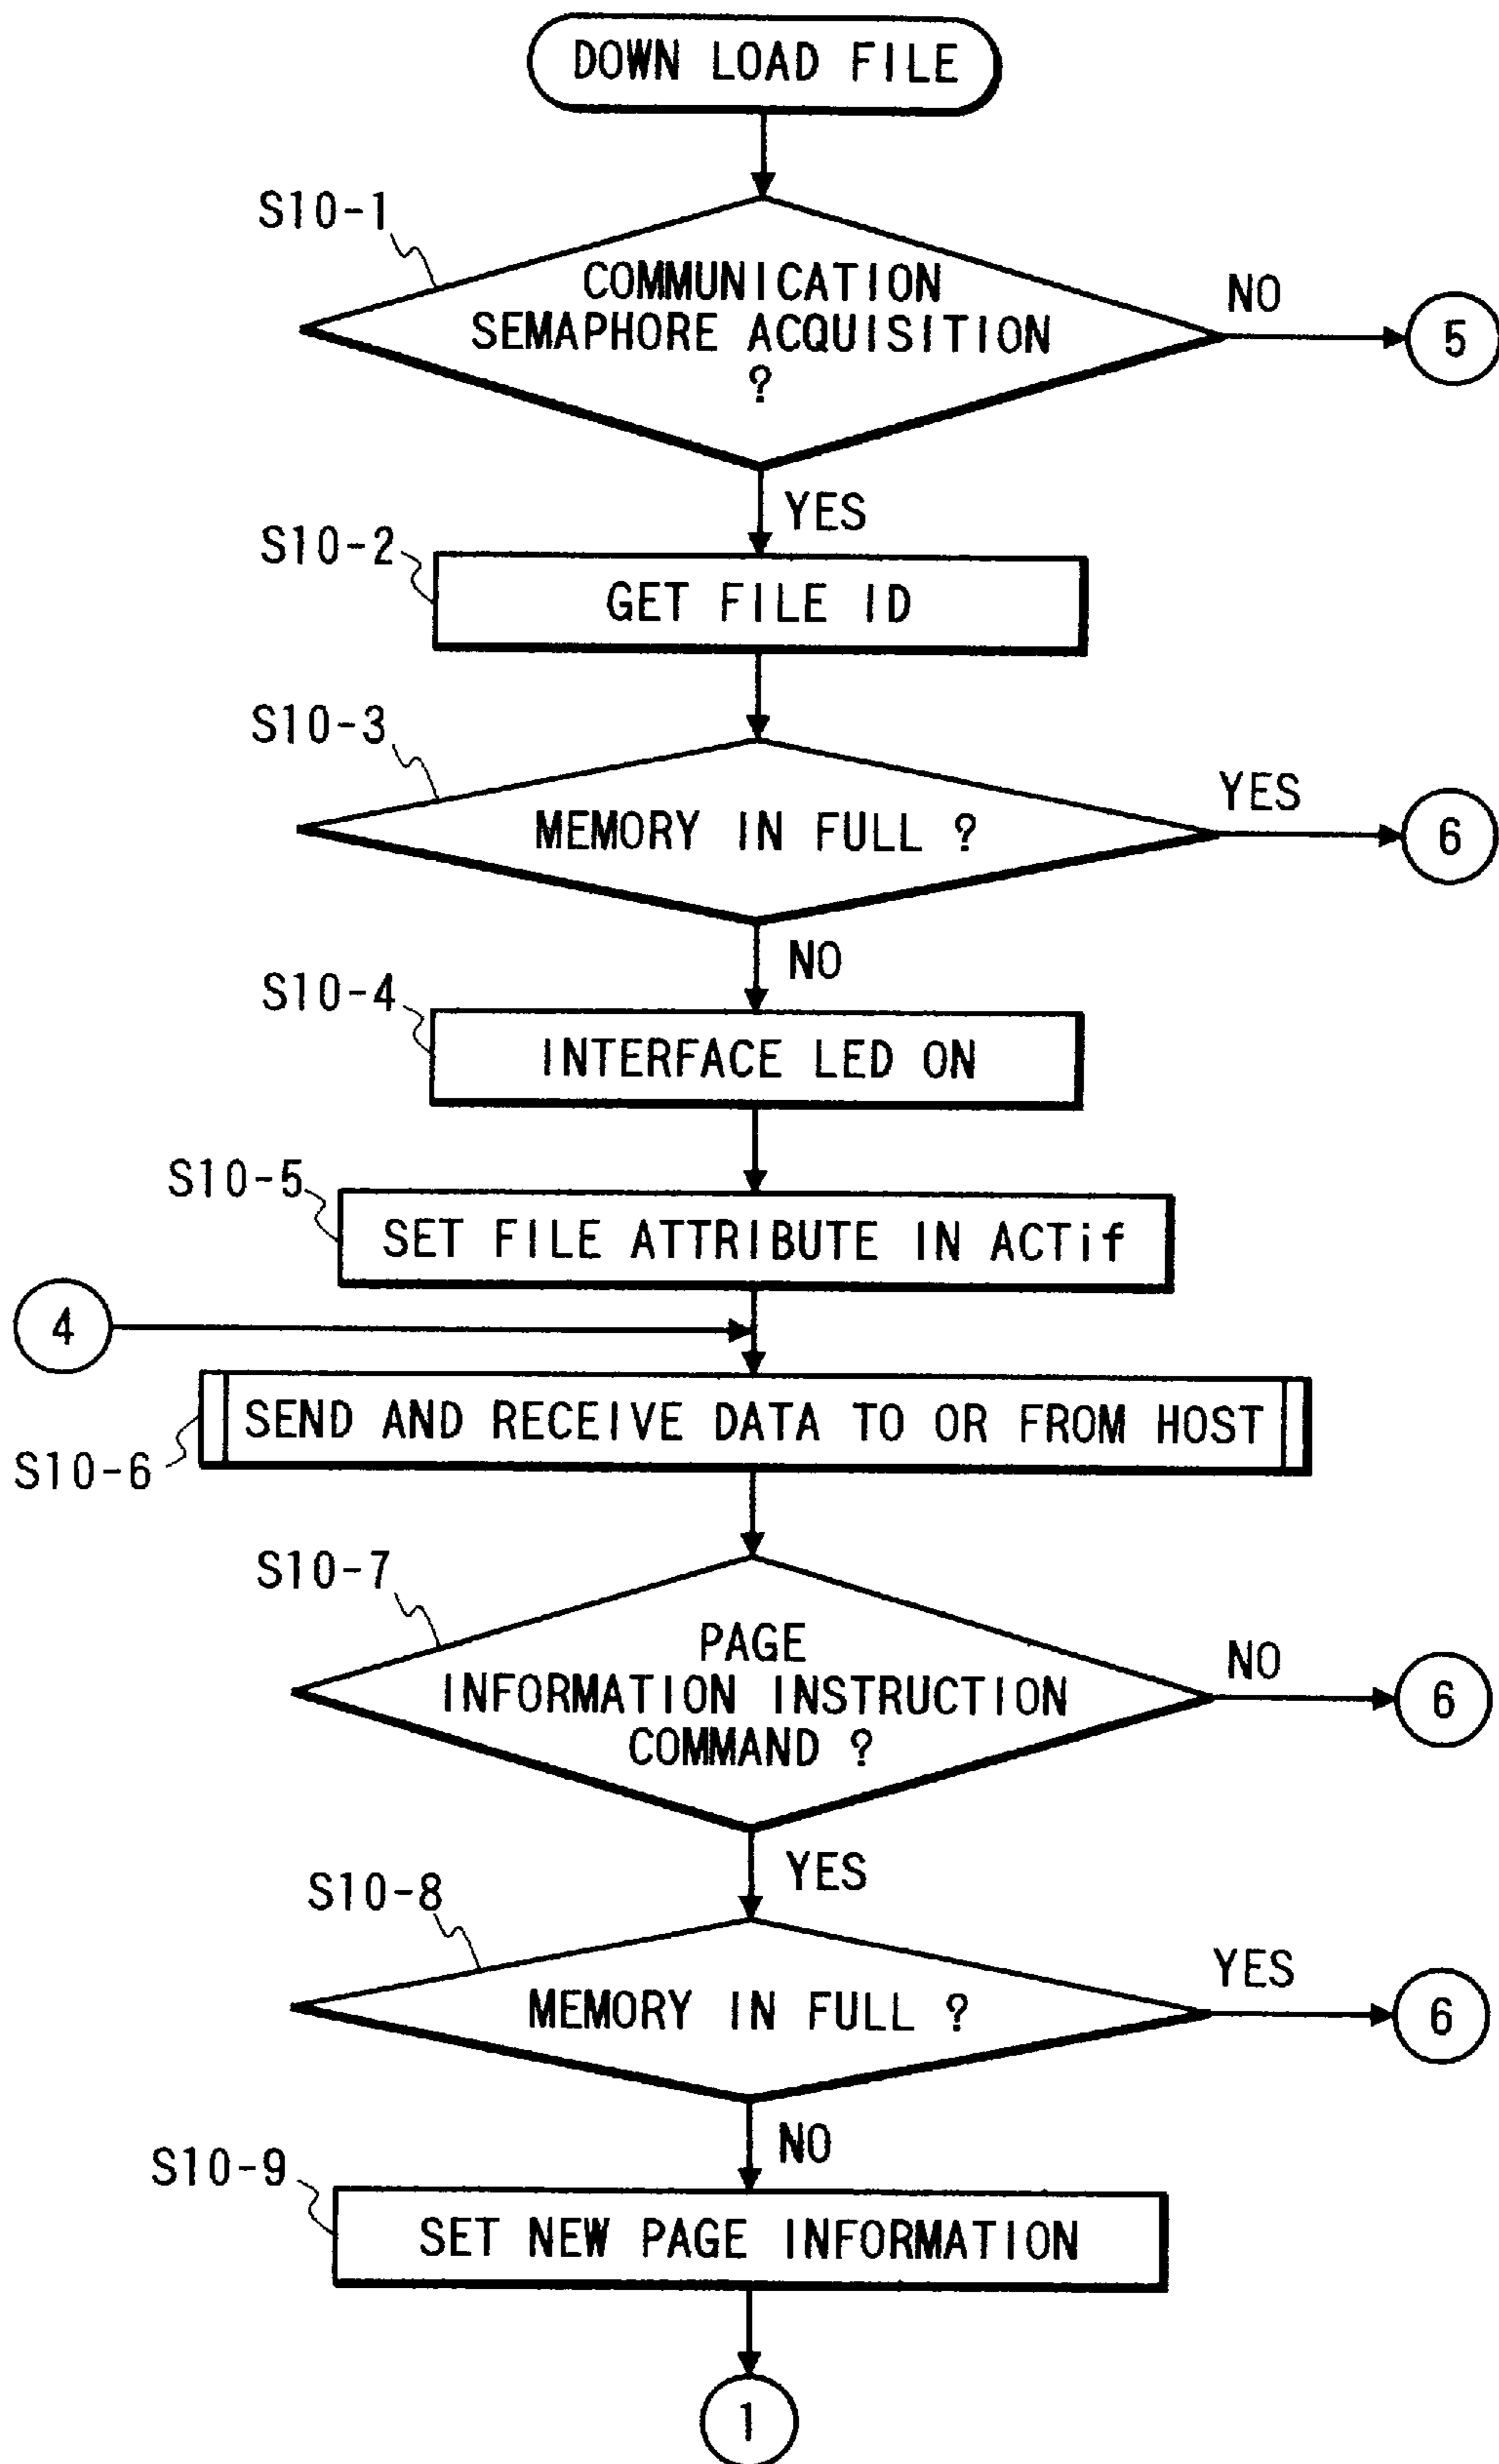 DOWN LOAD FILE
S10-1
COMMUNICATION
SEMAPHORE ACQUISITION
?
NO
5
YES
S10-2
GET FILE ID
S10-3
MEMORY IN FULL ?
YES
6
NO
S10-4
INTERFACE LED ON
S10-5
SET FILE ATTRIBUTE IN ACTif
4
SEND AND RECEIVE DATA TO OR FROM HOST
S10-6
S10-7
PAGE
INFORMATION INSTRUCTION
COMMAND ?
NO
6
YES
S10-8
MEMORY IN FULL ?
YES
6
NO
S10-9
SET NEW PAGE INFORMATION
1